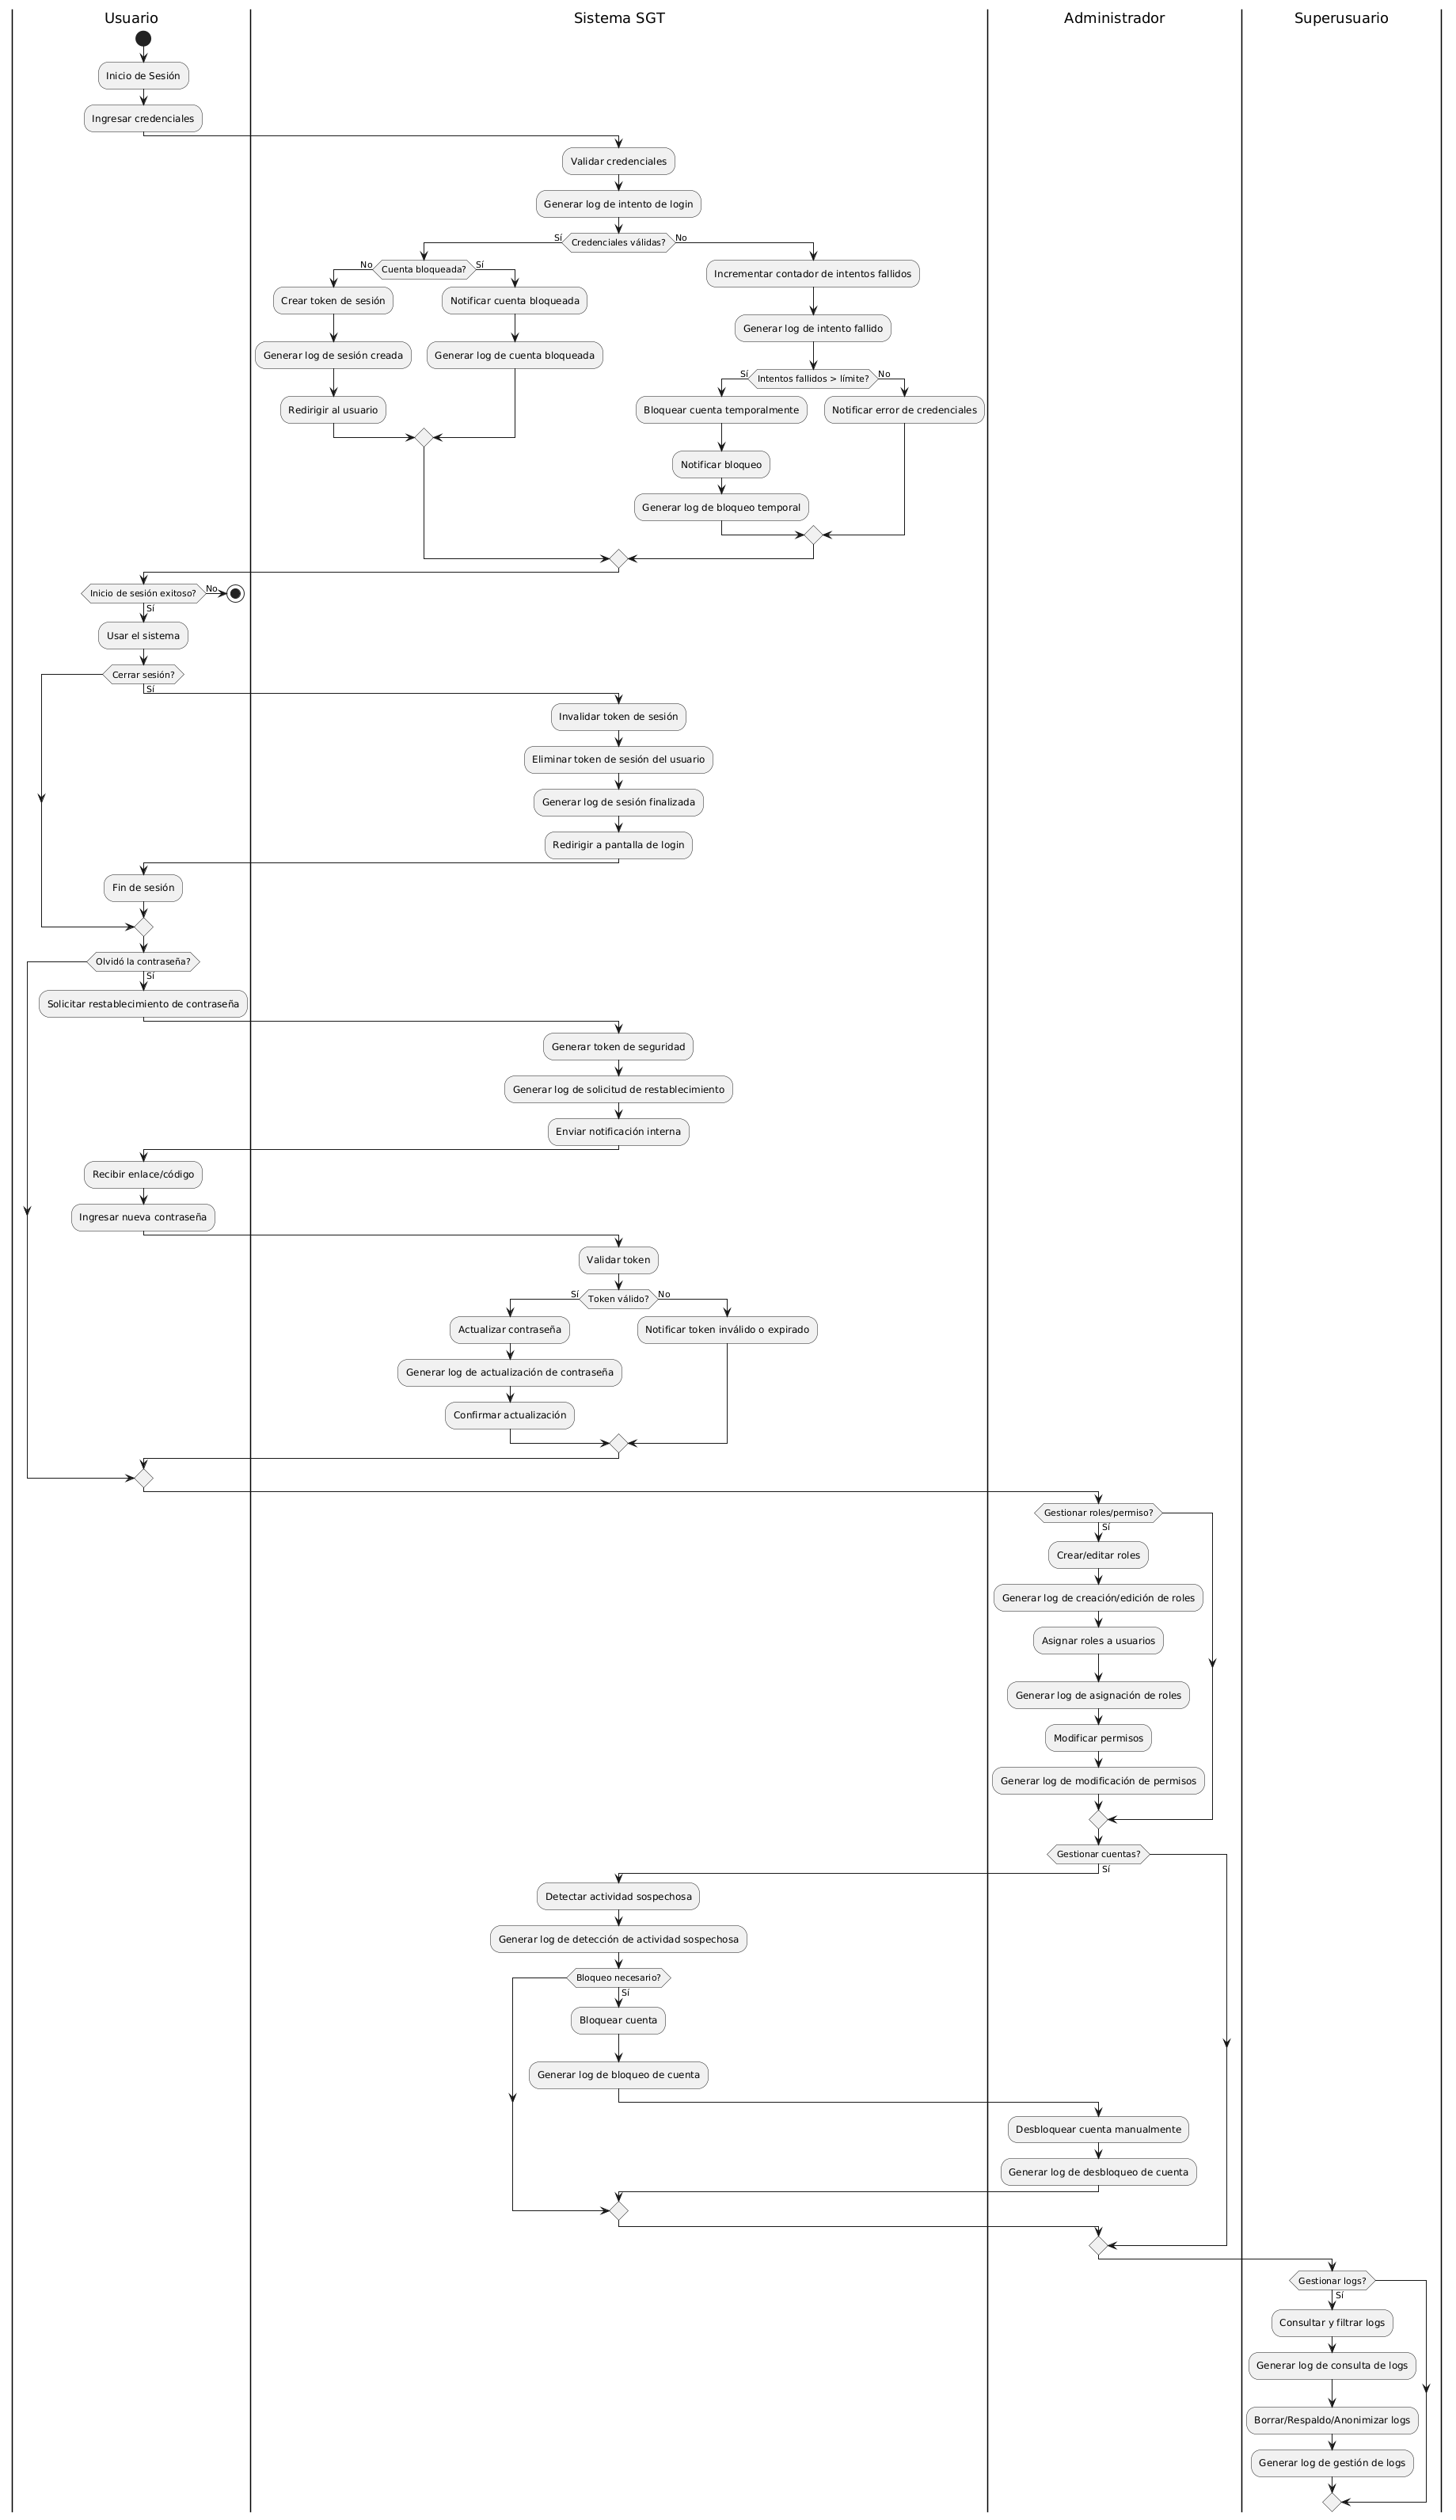 Usuario
Sistema SGT
Administrador
Superusuario
Inicio de Sesión
Ingresar credenciales
Validar credenciales
Generar log de intento de login
Sí
Credenciales válidas?
No
No
Cuenta bloqueada?
Sí
Incrementar contador de intentos fallidos
Crear token de sesión
Notificar cuenta bloqueada
Generar log de intento fallido
Generar log de sesión creada
Generar log de cuenta bloqueada
Sí
Intentos fallidos > límite?
No
Redirigir al usuario
Bloquear cuenta temporalmente
Notificar error de credenciales
Notificar bloqueo
Generar log de bloqueo temporal
Inicio de sesión exitoso?
No
Sí
Usar el sistema
Cerrar sesión?
Sí
Invalidar token de sesión
Eliminar token de sesión del usuario
Generar log de sesión finalizada
Redirigir a pantalla de login
Fin de sesión
Olvidó la contraseña?
Sí
Solicitar restablecimiento de contraseña
Generar token de seguridad
Generar log de solicitud de restablecimiento
Enviar notificación interna
Recibir enlace/código
Ingresar nueva contraseña
Validar token
Sí
Token válido?
No
Actualizar contraseña
Notificar token inválido o expirado
Generar log de actualización de contraseña
Confirmar actualización
Gestionar roles/permiso?
Sí
Crear/editar roles
Generar log de creación/edición de roles
Asignar roles a usuarios
Generar log de asignación de roles
Modificar permisos
Generar log de modificación de permisos
Gestionar cuentas?
Sí
Detectar actividad sospechosa
Generar log de detección de actividad sospechosa
Bloqueo necesario?
Sí
Bloquear cuenta
Generar log de bloqueo de cuenta
Desbloquear cuenta manualmente
Generar log de desbloqueo de cuenta
Gestionar logs?
Sí
Consultar y filtrar logs
Generar log de consulta de logs
Borrar/Respaldo/Anonimizar logs
Generar log de gestión de logs